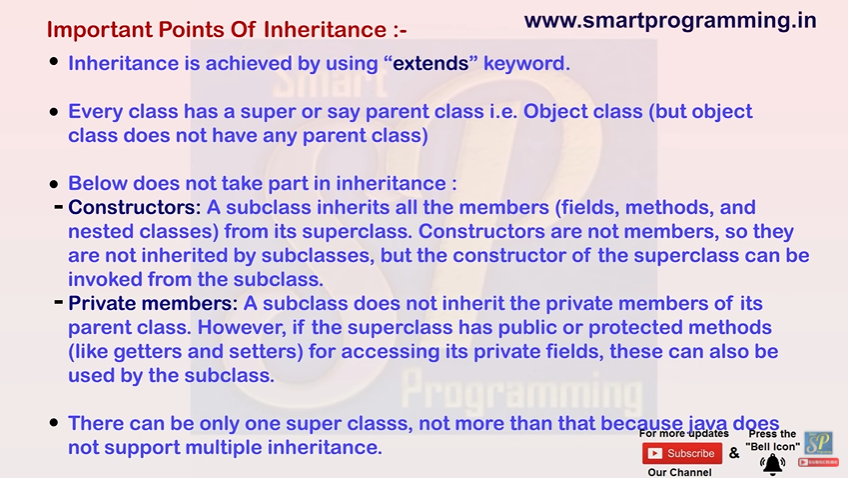 Important Points Of Inheritance :-
www.smartprogramming.in
• Inheritance is achieved by using “extends” keyword.
• Every class has a super or say parent class i.e. Object class (but object
class does not have any parent class)
• Below does not take part in inheritance :
- Constructors: A subclass inherits all the members (fields, methods, and
nested classes) from its superclass. Constructors are not members, so they
are not inherited by subclasses, but the constructor of the superclass can be
invoked from the subclass.
- Private members: A subclass does not inherit the private members of its
parent class. However, if the superclass has public or protected methods
(like getters and setters) for accessing its private fields, these can also be
used by the subclass.
• There can be only one super classs, not more than that because java does
not support multiple inheritance.
Smart
SP
Programming
For more updates
Subscribe
Our Channel
&
Press the
"Bell Icon"
SP
SUBSCRIBE